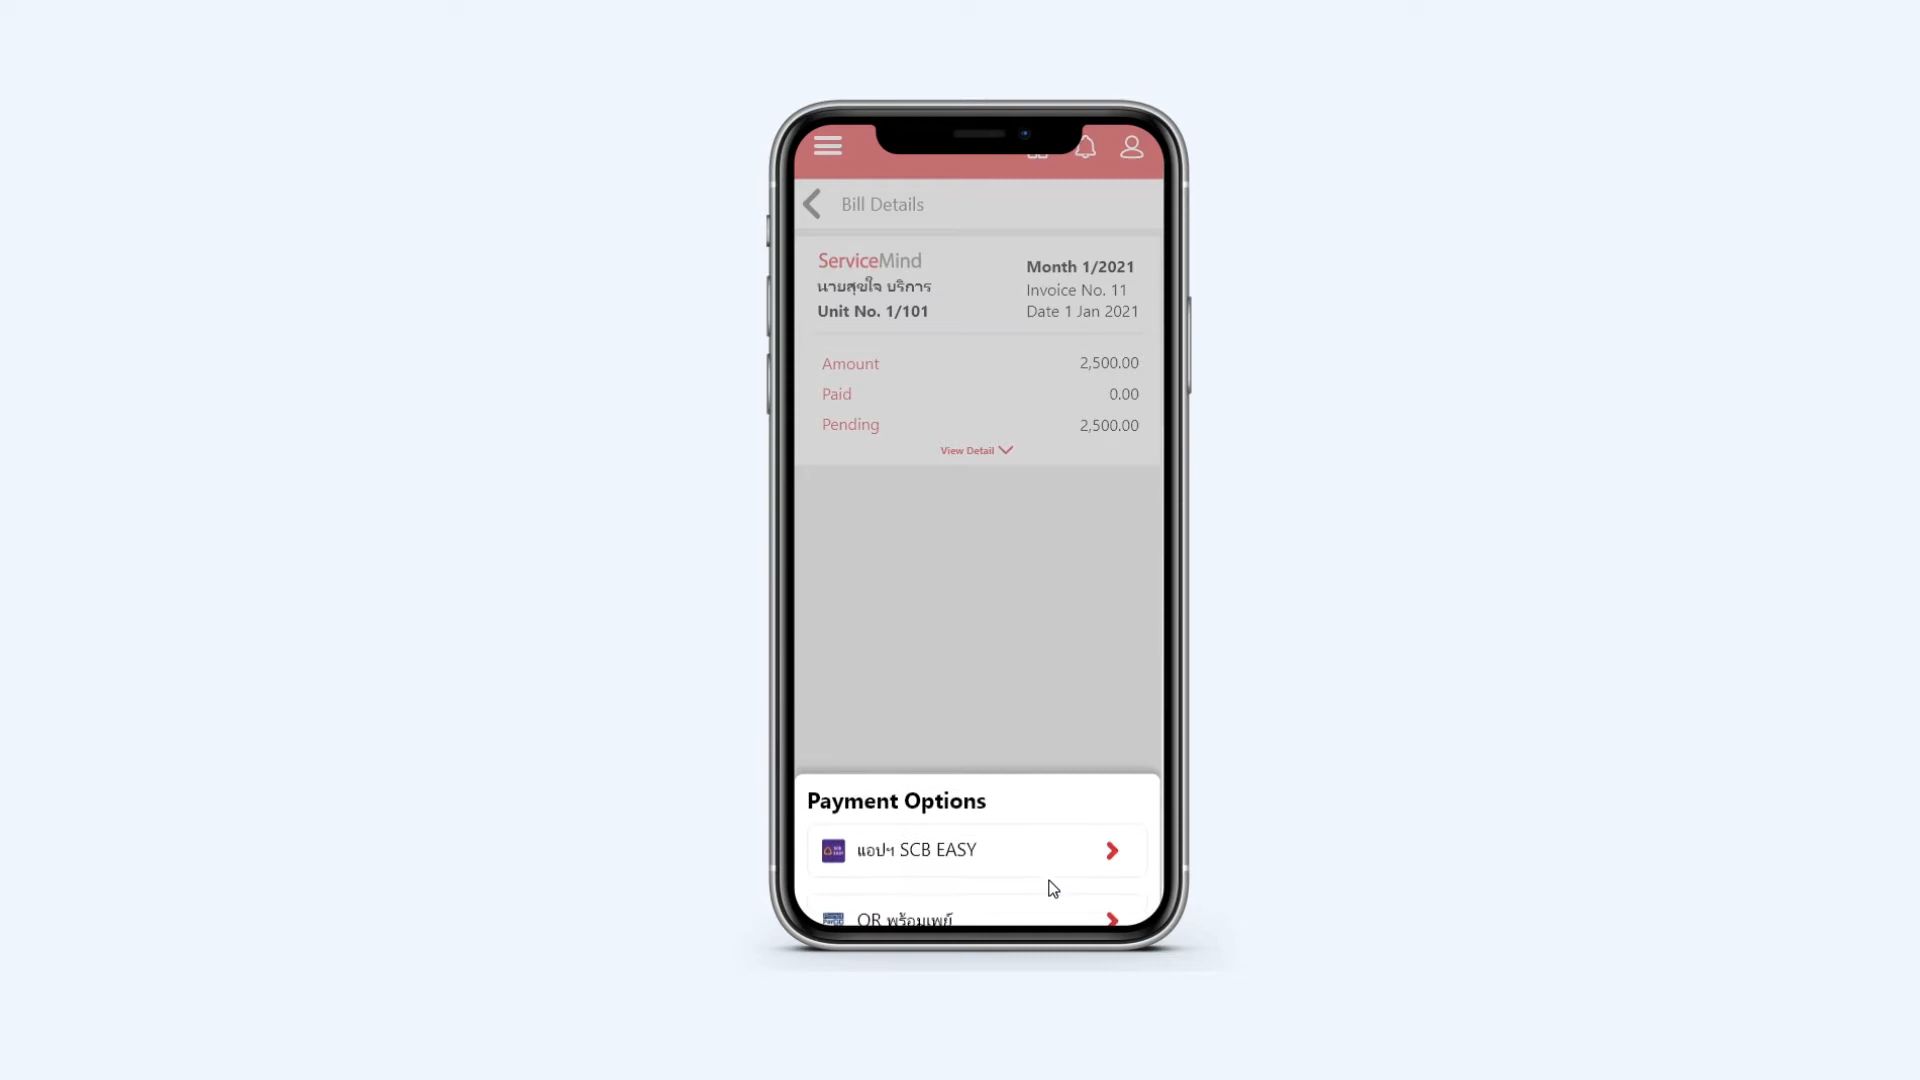 Bill Details
ServiceMind
นายสุขใจ บริการ
Unit No. 1/101
Month 1/2021
Invoice No. 11
Date 1 Jan 2021
Amount 2,500.00
Paid 0.00
Pending 2,500.00
View Detail
Payment Options
แอปฯ SCB EASY
QR พร้อมเพย์